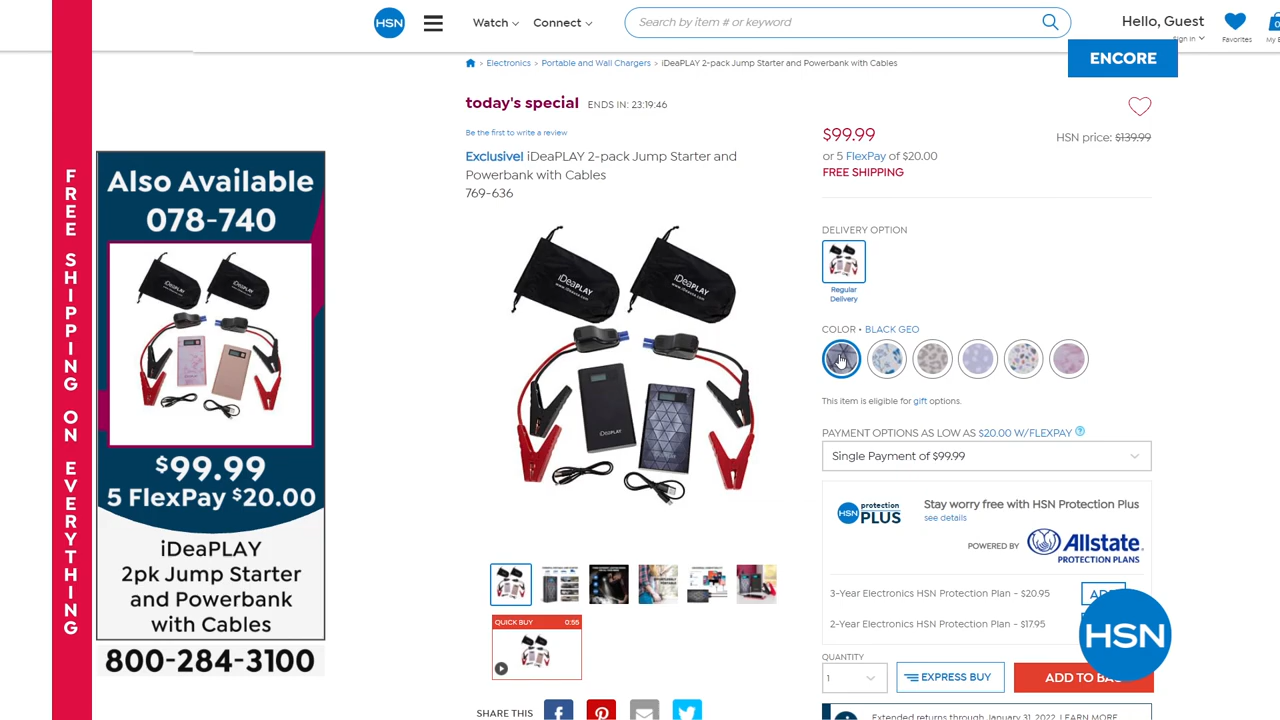 HSN
Watch
Connect
Search by item # or keyword
Hello, Guest
Sign In
Favorites
0
ENCORE
Electronics > Portable and Wall Chargers > iDeaPLAY 2-pack Jump Starter and Powerbank with Cables
FREE SHIPPING ON EVERYTHING
Also Available
078-740
$99.99
5 FlexPay $20.00
iDeaPLAY
2pk Jump Starter
and Powerbank
with Cables
800-284-3100
today's special ENDS IN: 23:19:46
Be the first to write a review
Exclusive! iDeaPLAY 2-pack Jump Starter and
Powerbank with Cables
769-636
iDeaPLAY
iDeaPLAY
iDeaPLAY
QUICK BUY 0:55
SHARE THIS
$99.99 HSN price: $139.99
or 5 FlexPay of $20.00
FREE SHIPPING
DELIVERY OPTION
Regular
Delivery
COLOR • BLACK GEO
This item is eligible for gift options.
PAYMENT OPTIONS AS LOW AS $20.00 W/FLEXPAY ?
Single Payment of $99.99
HSN protection PLUS
Stay worry free with HSN Protection Plus
see details
POWERED BY Allstate.
PROTECTION PLANS
3-Year Electronics HSN Protection Plan - $20.95
2-Year Electronics HSN Protection Plan - $17.95
HSN
QUANTITY
1
EXPRESS BUY
ADD TO BAG
Extended returns through January 31, 2022. LEARN MORE